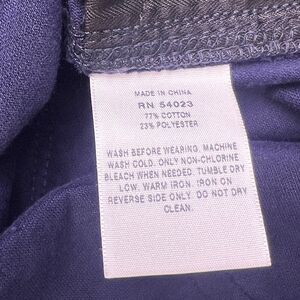 MADE IN CHINA
RN 54023
77% COTTON
23% POLYESTER
WASH BEFORE WEARING. MACHINE
WASH COLD. ONLY NON-CHLORINE
BLEACH WHEN NEEDED. TUMBLE DRY
LOW. WARM IRON. IRON ON
REVERSE SIDE ONLY. DO NOT DRY
CLEAN.